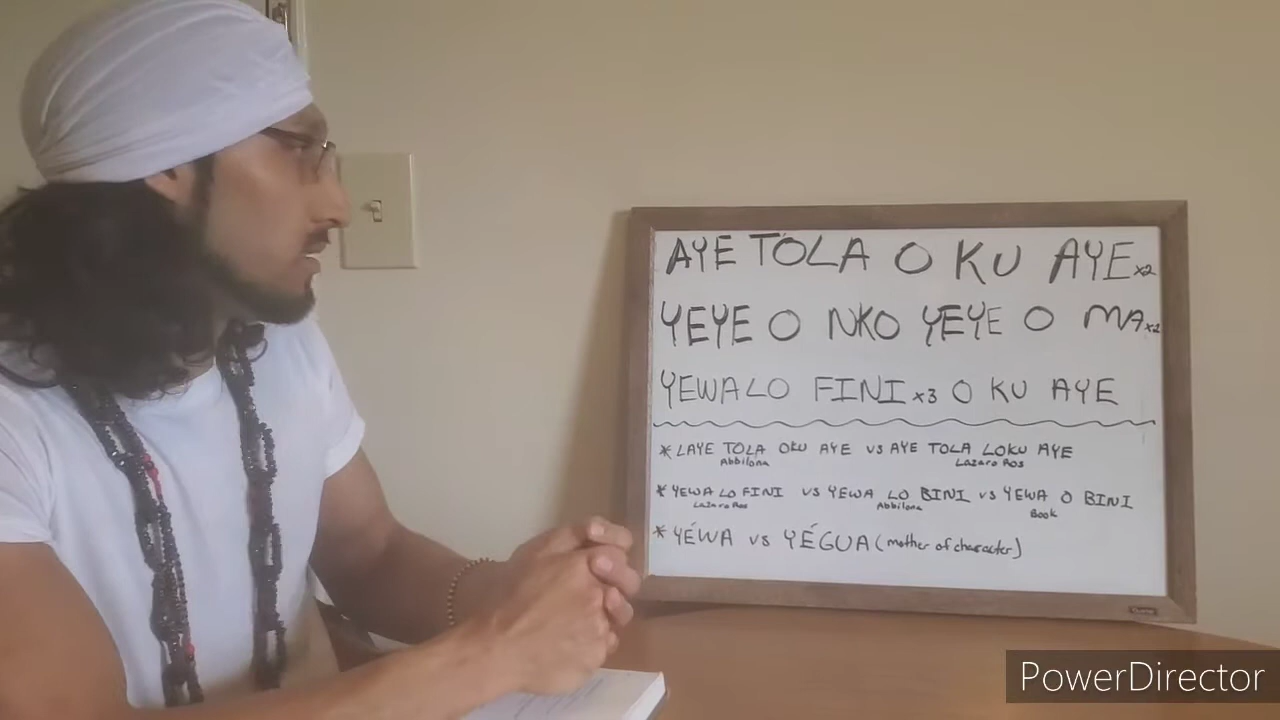 AYE TOLA O KU AYE x2
YEYE O NKO YEYE O MA x2
YEWALO FINI x3 O KU AYE
* LAYE TOLA OKU AYE VS AYE TOLA LOKU AYE
Abbilona Lazaro Ros
* YEWA LO FINI VS YEWA LO BINI VS YEWA O BINI
Lazaro Ros Abbilona Book
* YÉWA VS YÉGUA (mother of character)
PowerDirector